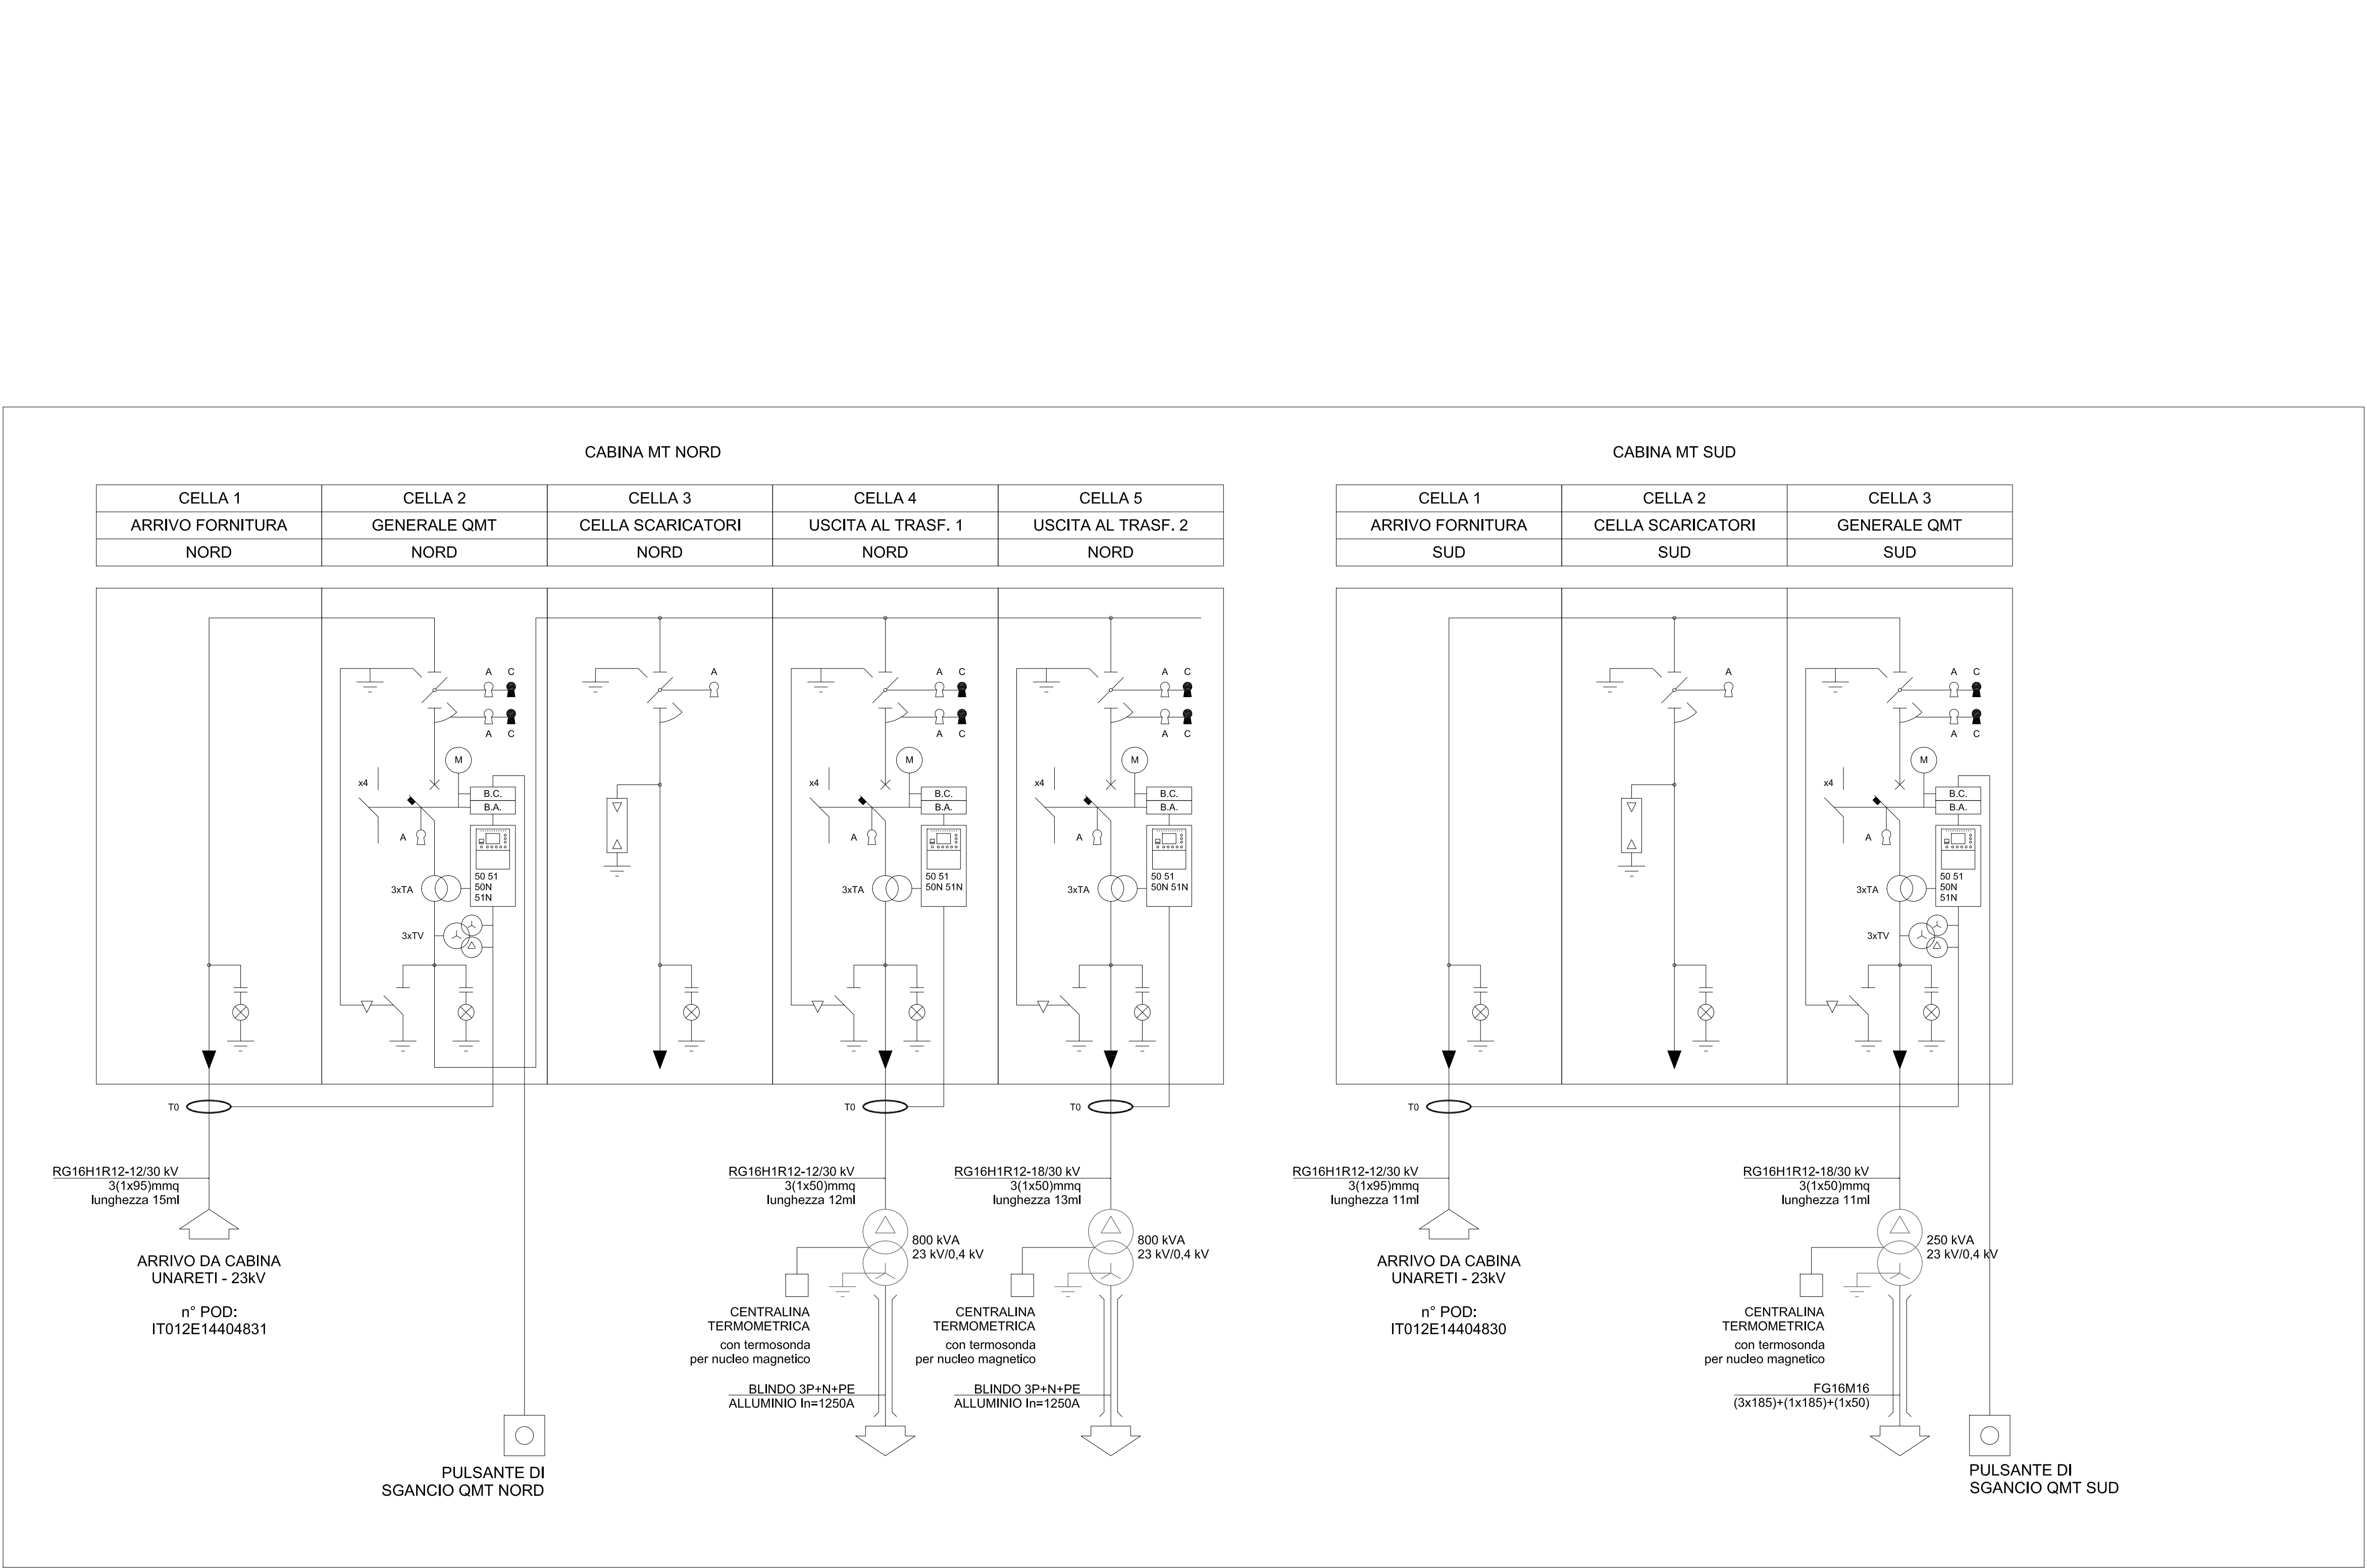 CABINA MT NORD
CELLA 1
CELLA 2
CELLA 3
CELLA 4
CELLA 5
ARRIVO FORNITURA
GENERALE QMT
CELLA SCARICATORI
USCITA AL TRASF. 1
USCITA AL TRASF. 2
NORD
NORD
NORD
NORD
NORD
A C
A C
x4
M
B.C.
B.A.
A
50 51
50N
51N
3xTA
3xTV
A
A C
A C
x4
M
B.C.
B.A.
A
50 51
50N 51N
3xTA
A C
A C
x4
M
B.C.
B.A.
A
50 51
50N 51N
3xTA
T0
T0
T0
RG16H1R12-12/30 kV
3(1x95)mmq
lunghezza 15ml
ARRIVO DA CABINA
UNARETI - 23kV
n° POD:
IT012E14404831
PULSANTE DI
SGANCIO QMT NORD
RG16H1R12-12/30 kV
3(1x50)mmq
lunghezza 12ml
800 kVA
23 kV/0,4 kV
CENTRALINA
TERMOMETRICA
con termosonda
per nucleo magnetico
BLINDO 3P+N+PE
ALLUMINIO In=1250A
RG16H1R12-18/30 kV
3(1x50)mmq
lunghezza 13ml
800 kVA
23 kV/0,4 kV
CENTRALINA
TERMOMETRICA
con termosonda
per nucleo magnetico
BLINDO 3P+N+PE
ALLUMINIO In=1250A
CABINA MT SUD
CELLA 1
CELLA 2
CELLA 3
ARRIVO FORNITURA
CELLA SCARICATORI
GENERALE QMT
SUD
SUD
SUD
A
A C
A C
x4
M
B.C.
B.A.
A
50 51
50N
51N
3xTA
3xTV
T0
RG16H1R12-12/30 kV
3(1x95)mmq
lunghezza 11ml
ARRIVO DA CABINA
UNARETI - 23kV
n° POD:
IT012E14404830
RG16H1R12-18/30 kV
3(1x50)mmq
lunghezza 11ml
250 kVA
23 kV/0,4 kV
CENTRALINA
TERMOMETRICA
con termosonda
per nucleo magnetico
FG16M16
(3x185)+(1x185)+(1x50)
PULSANTE DI
SGANCIO QMT SUD